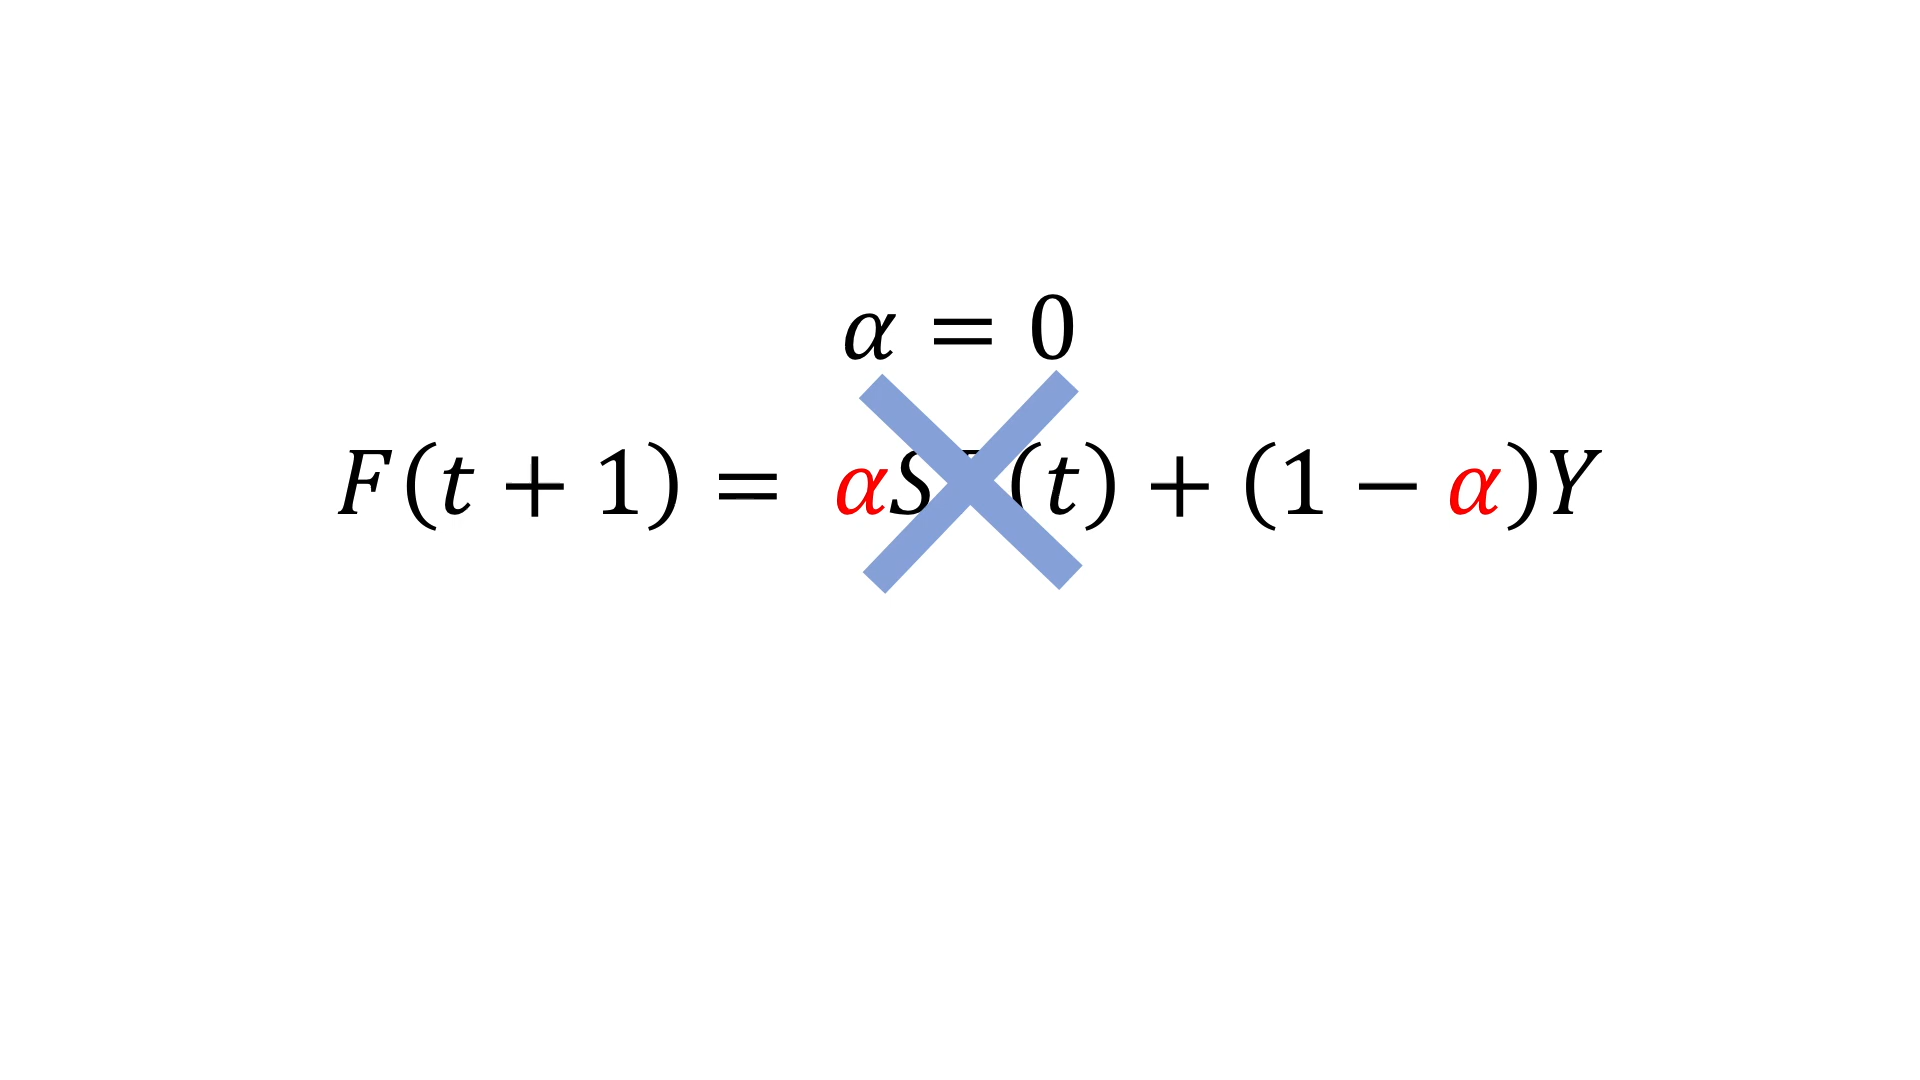 α = 0
F(t + 1) = αS (t) + (1 − α)Y